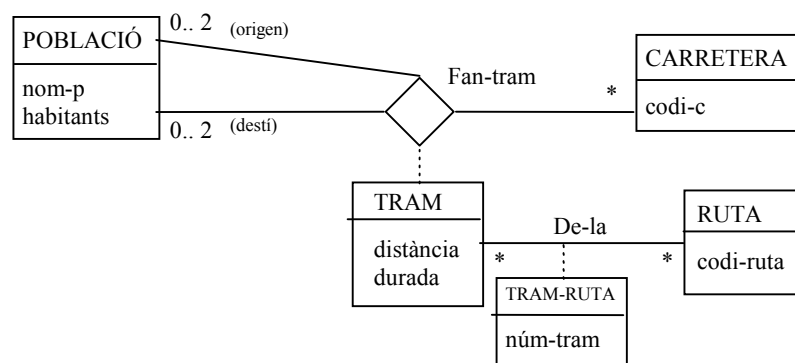 0.. 2 (origen)
POBLACIÓ
nom-p
habitants
0.. 2 (destí)
Fan-tram
*
CARRETERA
codi-c
TRAM
distància
durada
*
De-la
*
RUTA
codi-ruta
TRAM-RUTA
núm-tram